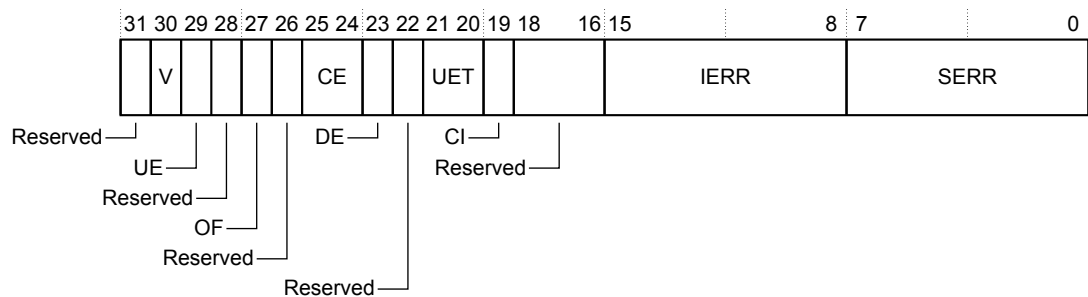 31 30 29 28 27 26 25 24 23 22 21 20 19 18 16 15 8 7 0
V CE UET IERR SERR
Reserved DE CI
UE Reserved
Reserved
OF
Reserved
Reserved